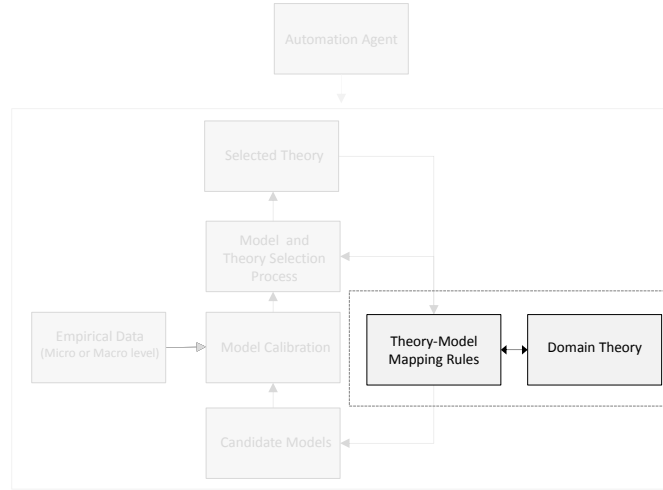 Automation Agent
Selected Theory
Model and
Theory Selection
Process
Empirical Data
(Micro or Macro level)
Model Calibration
Theory-Model
Mapping Rules
Domain Theory
Candidate Models